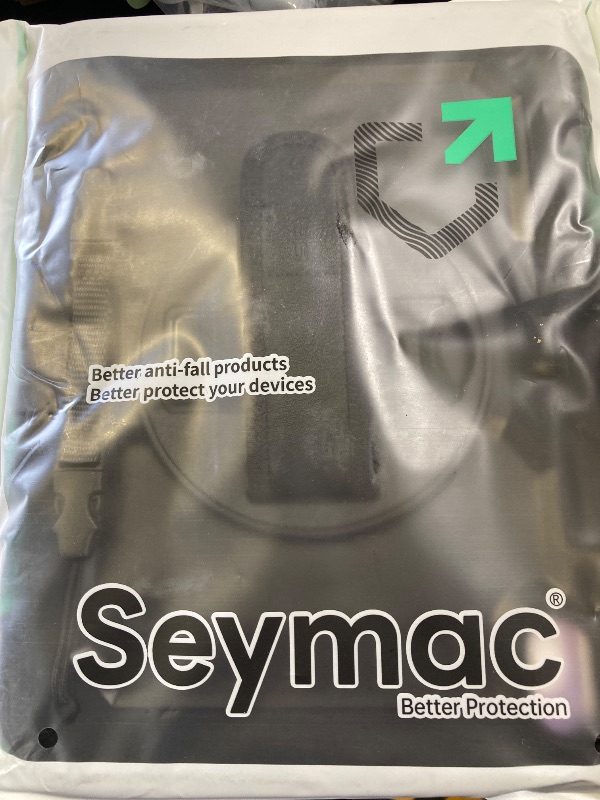 Better anti-fall products
Better protect your devices
Seymac®
Better Protection